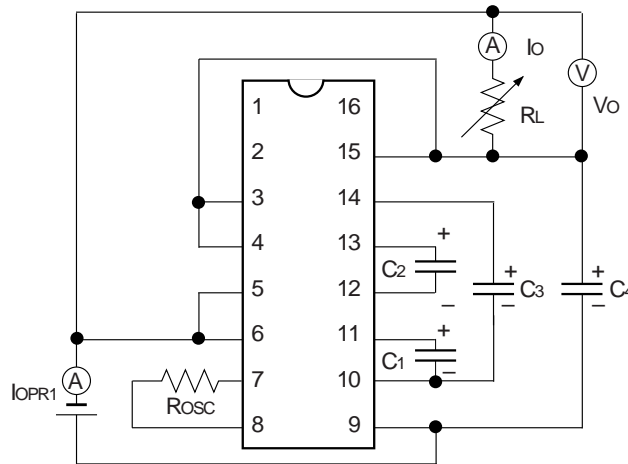 A IO
V
VO
RL
1 16
2 15
3 14
4 13
5 12
6 11
7 10
8 9
+
C2
–
+
C1
–
+
C3
–
+
C4
–
A
IOPR1
ROSC